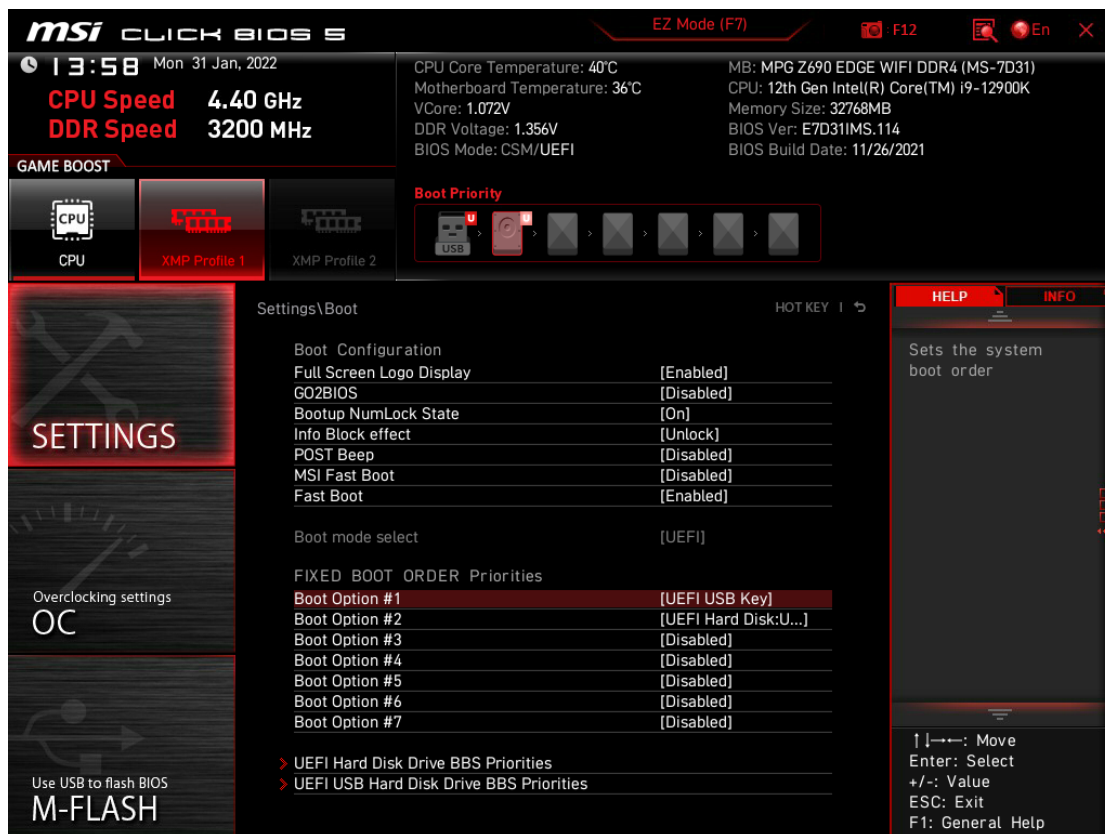 msi CLICK BIOS 5
EZ Mode (F7)
: F12
En
13:58 Mon 31 Jan, 2022
CPU Speed 4.40 GHz
DDR Speed 3200 MHz
CPU Core Temperature: 40°C
Motherboard Temperature: 36°C
VCore: 1.072V
DDR Voltage: 1.356V
BIOS Mode: CSM/UEFI
MB: MPG Z690 EDGE WIFI DDR4 (MS-7D31)
CPU: 12th Gen Intel(R) Core(TM) i9-12900K
Memory Size: 32768MB
BIOS Ver: E7D31IMS.114
BIOS Build Date: 11/26/2021
GAME BOOST
CPU
CPU
XMP Profile 1
XMP Profile 2
Boot Priority
U
USB
U
SETTINGS
Overclocking settings
OC
Use USB to flash BIOS
M-FLASH
Settings\Boot
HOT KEY |
Boot Configuration
Full Screen Logo Display [Enabled]
GO2BIOS [Disabled]
Bootup NumLock State [On]
Info Block effect [Unlock]
POST Beep [Disabled]
MSI Fast Boot [Disabled]
Fast Boot [Enabled]
Boot mode select [UEFI]
FIXED BOOT ORDER Priorities
Boot Option #1 [UEFI USB Key]
Boot Option #2 [UEFI Hard Disk:U...]
Boot Option #3 [Disabled]
Boot Option #4 [Disabled]
Boot Option #5 [Disabled]
Boot Option #6 [Disabled]
Boot Option #7 [Disabled]
> UEFI Hard Disk Drive BBS Priorities
> UEFI USB Hard Disk Drive BBS Priorities
HELP
INFO
Sets the system
boot order
↑↓→←: Move
Enter: Select
+/-: Value
ESC: Exit
F1: General Help